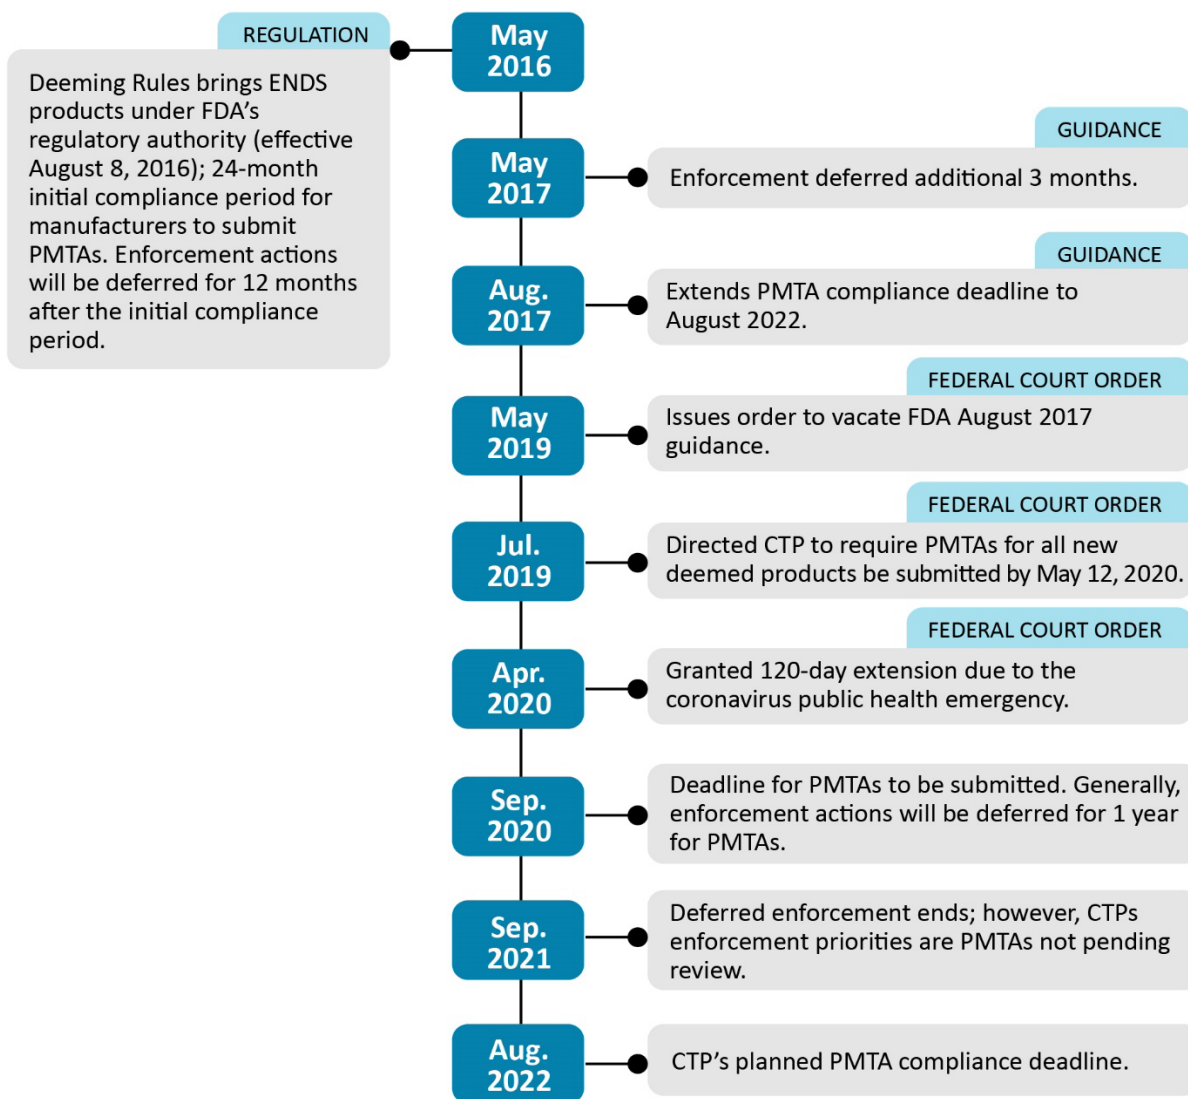 REGULATION
Deeming Rules brings ENDS
products under FDA's
regulatory authority (effective
August 8, 2016); 24-month
initial compliance period for
manufacturers to submit
PMTAs. Enforcement actions
will be deferred for 12 months
after the initial compliance
period.
May
2016
GUIDANCE
May
2017
Enforcement deferred additional 3 months.
GUIDANCE
Aug.
2017
Extends PMTA compliance deadline to
August 2022.
FEDERAL COURT ORDER
May
2019
Issues order to vacate FDA August 2017
guidance.
FEDERAL COURT ORDER
Jul.
2019
Directed CTP to require PMTAs for all new
deemed products be submitted by May 12, 2020.
FEDERAL COURT ORDER
Apr.
2020
Granted 120-day extension due to the
coronavirus public health emergency.
Sep.
2020
Deadline for PMTAs to be submitted. Generally,
enforcement actions will be deferred for 1 year
for PMTAs.
Sep.
2021
Deferred enforcement ends; however, CTPs
enforcement priorities are PMTAs not pending
review.
Aug.
2022
CTP's planned PMTA compliance deadline.